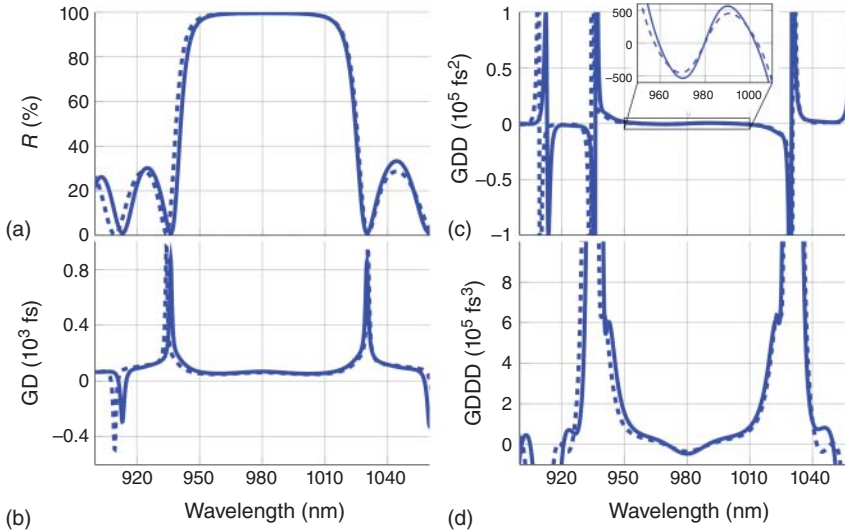 100
80
60
40
20
0
R (%)
(a)
0.8
0.4
0
−0.4
GD (10³ fs)
920 950 980 1010 1040
Wavelength (nm)
(b)
1
0.5
0
−0.5
−1
GDD (10⁵ fs²)
(c)
500
0
−500
960 980 1000
8
6
4
2
0
GDDD (10⁵ fs³)
920 950 980 1010 1040
Wavelength (nm)
(d)